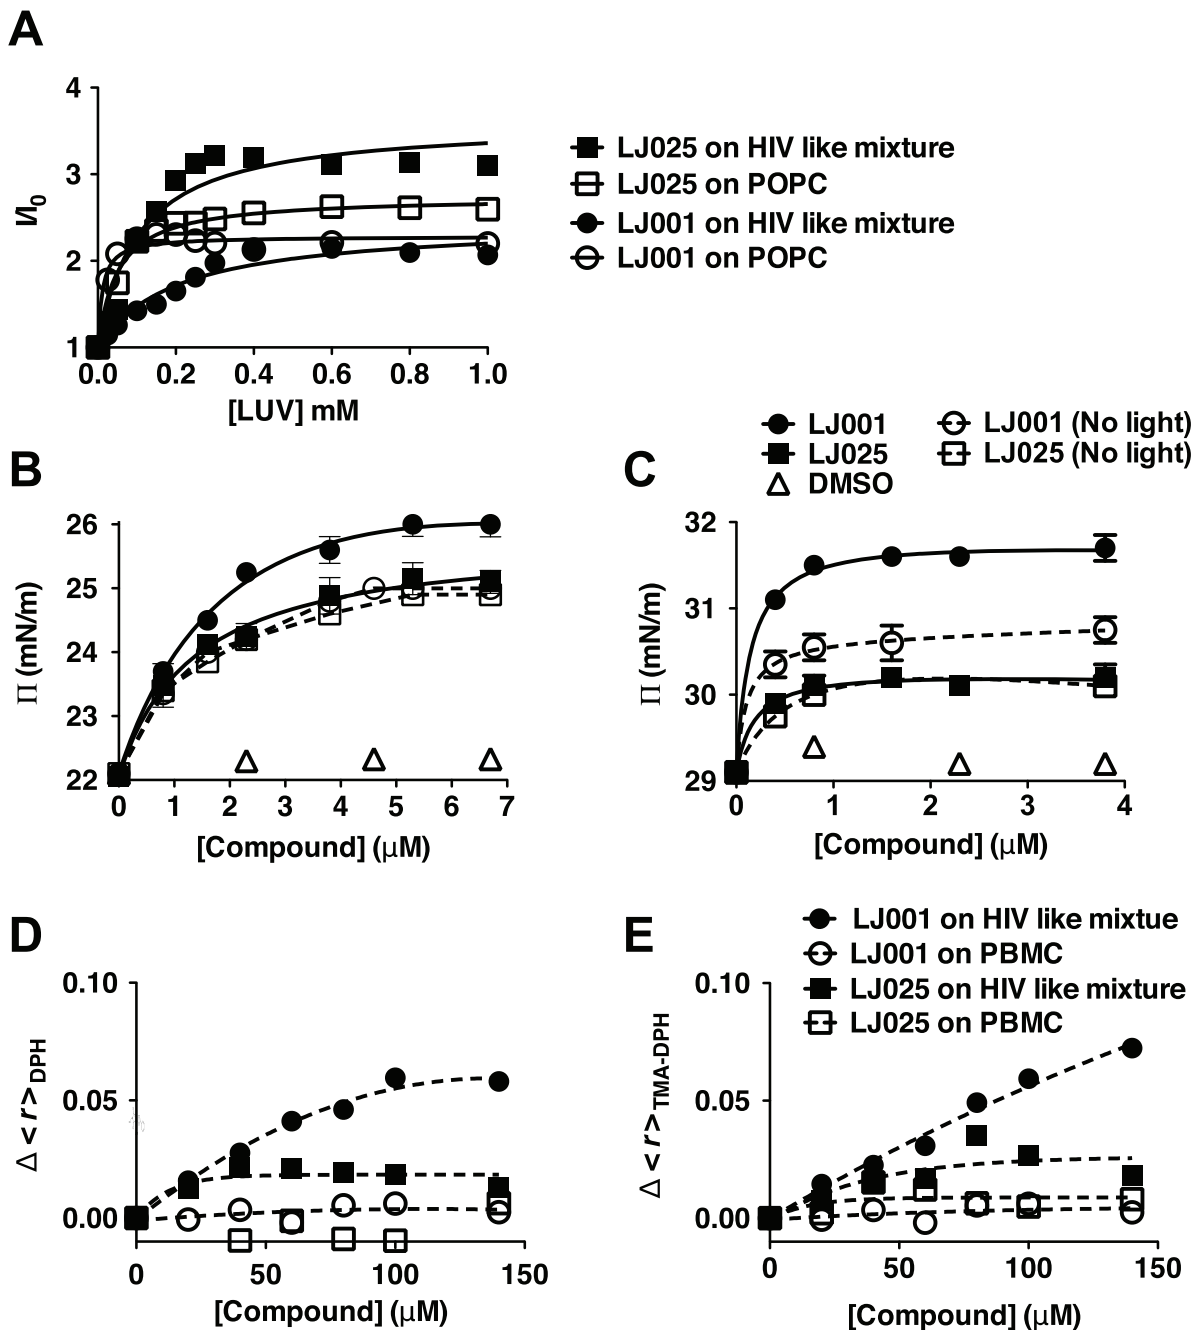 A
4
3
2
1
I/I0
0.0 0.2 0.4 0.6 0.8 1.0
[LUV] mM
LJ025 on HIV like mixture
LJ025 on POPC
LJ001 on HIV like mixture
LJ001 on POPC
LJ001
LJ025
DMSO
LJ001 (No light)
LJ025 (No light)
B
26
25
24
23
22
Π (mN/m)
0 1 2 3 4 5 6 7
[Compound] (μM)
C
32
31
30
29
Π (mN/m)
0 1 2 3 4
[Compound] (μM)
D
0.10
0.05
0.00
Δ <r>DPH
0 50 100 150
[Compound] (μM)
E
LJ001 on HIV like mixtue
LJ001 on PBMC
LJ025 on HIV like mixture
LJ025 on PBMC
0.10
0.05
0.00
Δ <r>TMA-DPH
0 50 100 150
[Compound] (μM)